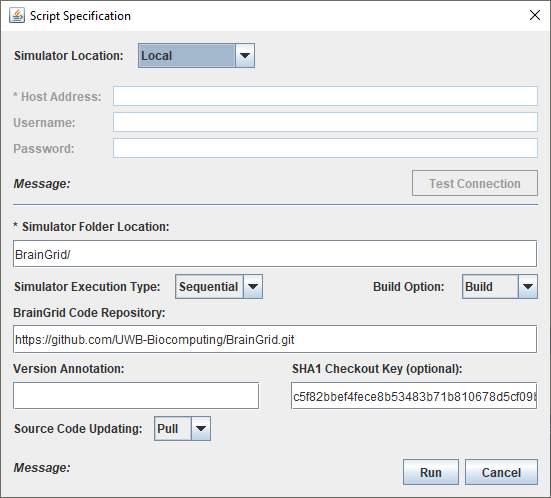 Script Specification
Simulator Location: Local
* Host Address:
Username:
Password:
Message: Test Connection
* Simulator Folder Location:
BrainGrid/
Simulator Execution Type: Sequential Build Option: Build
BrainGrid Code Repository:
https://github.com/UWB-Biocomputing/BrainGrid.git
Version Annotation: SHA1 Checkout Key (optional):
c5f82bbef4fece8b53483b71b810678d5cf09b
Source Code Updating: Pull
Message: Run Cancel